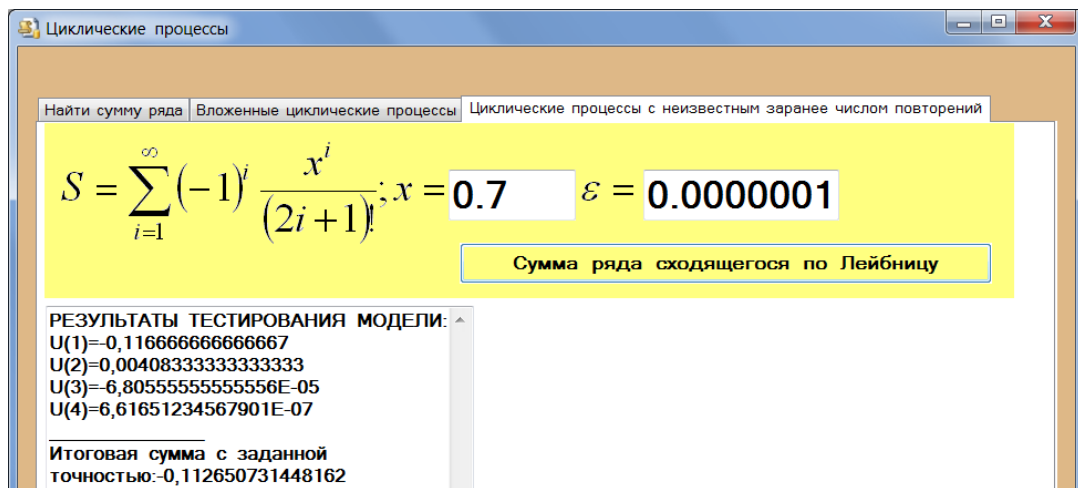 Циклические процессы
Найти сумму ряда Вложенные циклические процессы Циклические процессы с неизвестным заранее числом повторений
S = ∑_{i=1}^{∞} (-1)^i x^i/(2i+1)!; x = 0.7 ε = 0.0000001
Сумма ряда сходящегося по Лейбницу
РЕЗУЛЬТАТЫ ТЕСТИРОВАНИЯ МОДЕЛИ:
U(1)=-0,116666666666667
U(2)=0,00408333333333333
U(3)=-6,80555555555556E-05
U(4)=6,61651234567901E-07
______________
Итоговая сумма с заданной
точностью:-0,112650731448162